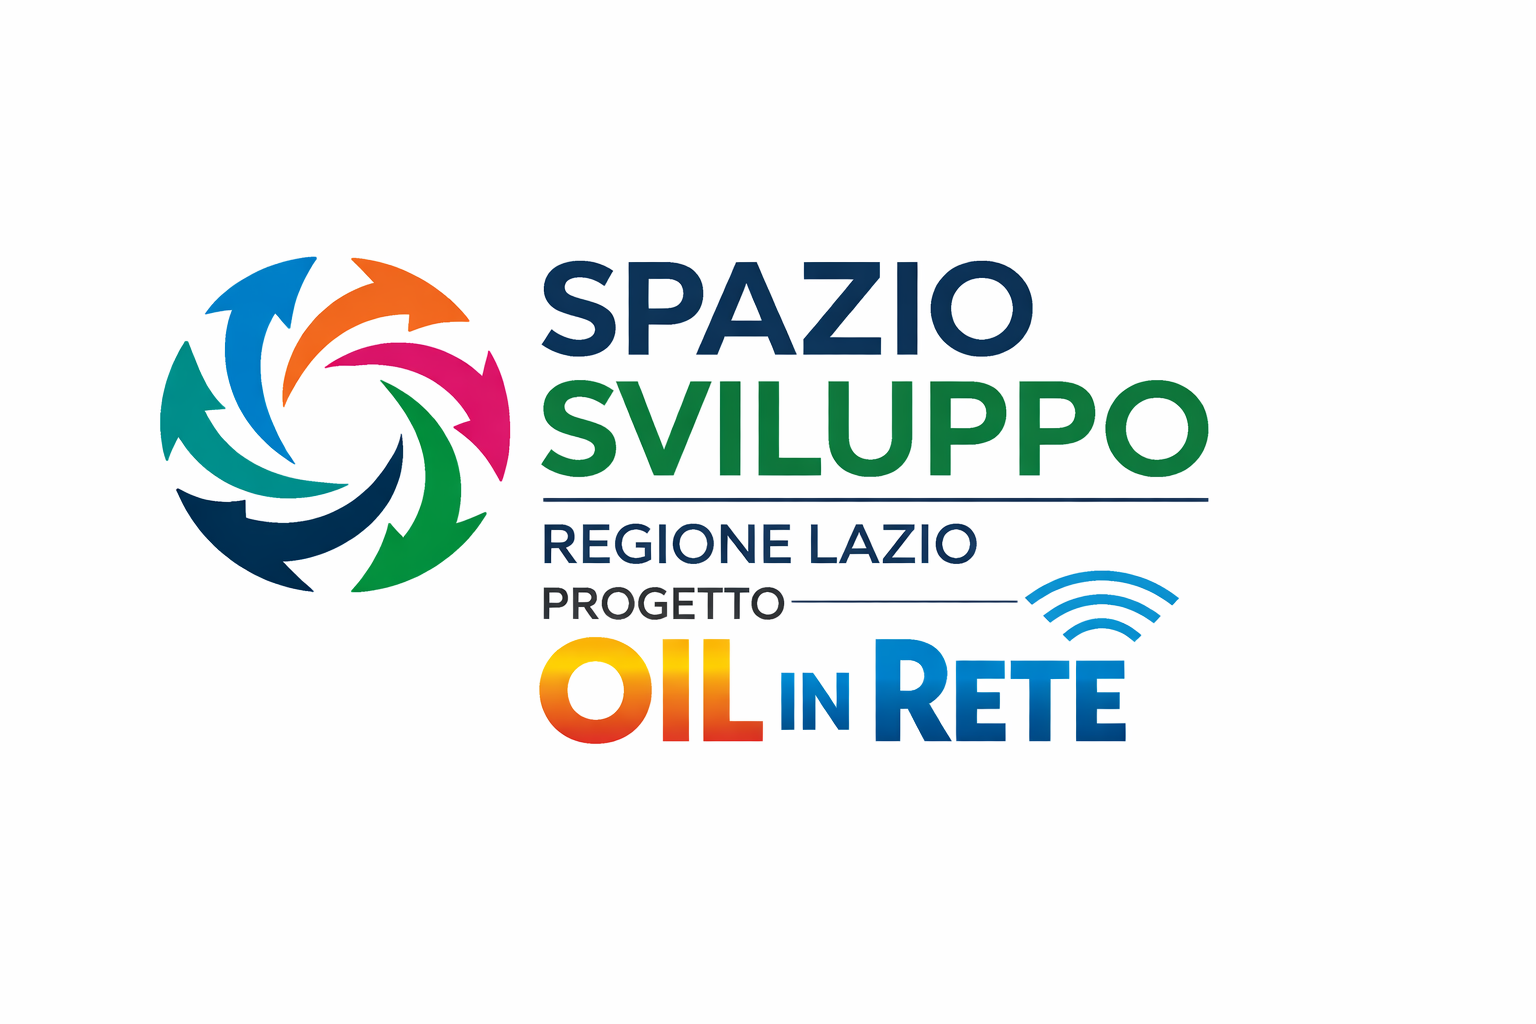 SPAZIO
SVILUPPO
REGIONE LAZIO
PROGETTO
OIL IN RETE